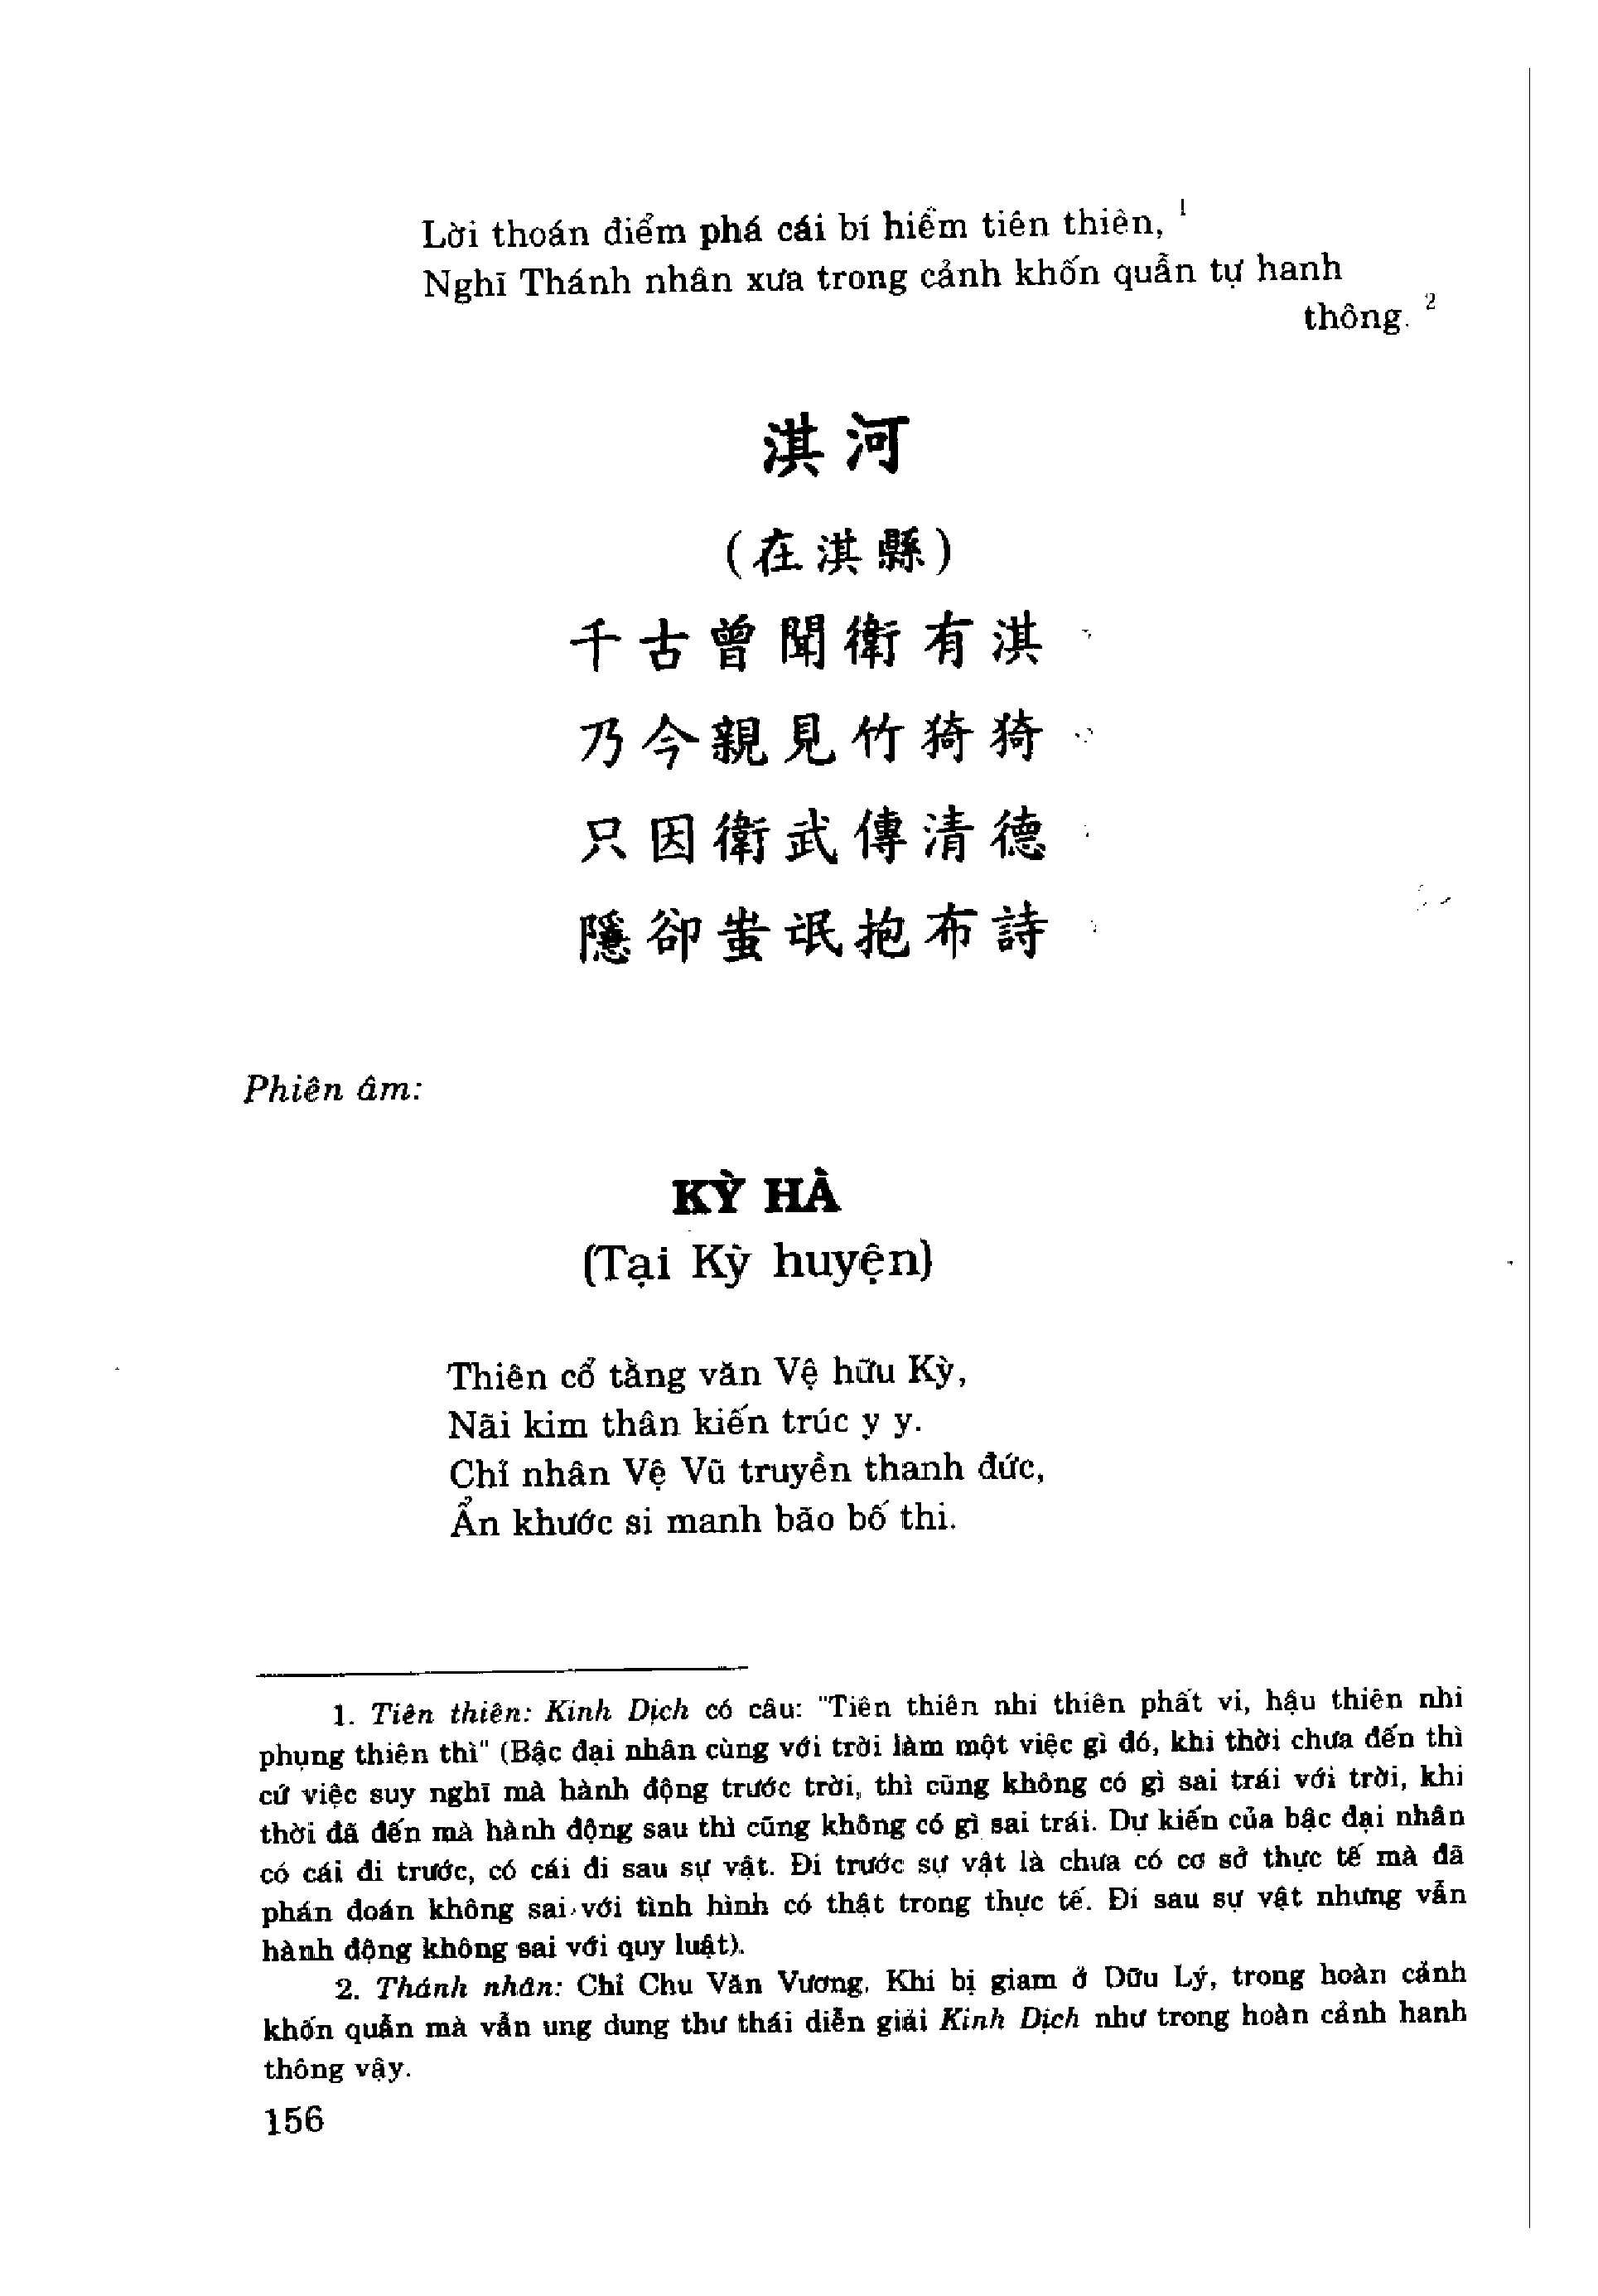 Lời thoán điểm phá cái bí hiểm tiên thiên, 1
Nghĩ Thánh nhân xưa trong cảnh khốn quẫn tự hanh
thông. 2
淇河
(在淇縣)
千古曾聞衛有淇
乃今親見竹猗猗
只因衛武傳清德
隱卻蚩氓抱布詩
Phiên âm:
KỲ HÀ
(Tại Kỳ huyện)
Thiên cổ tằng văn Vệ hữu Kỳ,
Nãi kim thân kiến trúc y y.
Chỉ nhân Vệ Vũ truyền thanh đức,
Ẩn khước si manh bão bố thi.
1. Tiên thiên: Kinh Dịch có câu: "Tiên thiên nhi thiên phất vi, hậu thiên nhi
phụng thiên thì" (Bậc đại nhân cùng với trời làm một việc gì đó, khi thời chưa đến thì
cứ việc suy nghĩ mà hành động trước trời, thì cũng không có gì sai trái với trời, khi
thời đã đến mà hành động sau thì cũng không có gì sai trái. Dự kiến của bậc đại nhân
có cái đi trước, có cái đi sau sự vật. Đi trước sự vật là chưa có cơ sở thực tế mà đã
phán đoán không sai với tình hình có thật trong thực tế. Đi sau sự vật nhưng vẫn
hành động không sai với quy luật).
2. Thánh nhân: Chỉ Chu Văn Vương. Khi bị giam ở Dữu Lý, trong hoàn cảnh
khốn quẫn mà vẫn ung dung thư thái diễn giải Kinh Dịch như trong hoàn cảnh hanh
thông vậy.
156